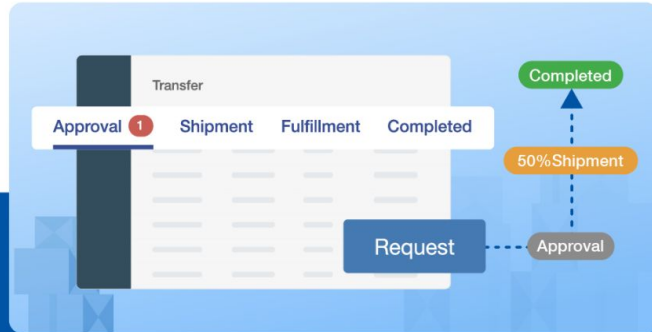 Transfer
Approval 1 Shipment Fulfillment Completed
Request
Completed
50%Shipment
Approval